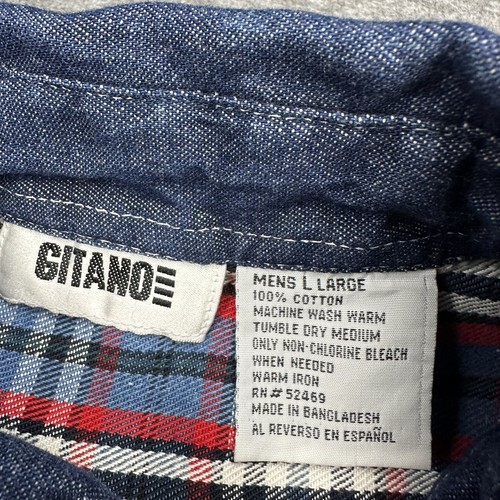 GITANO
MENS L LARGE
100% COTTON
MACHINE WASH WARM
TUMBLE DRY MEDIUM
ONLY NON-CHLORINE BLEACH
WHEN NEEDED
WARM IRON
RN# 52469
MADE IN BANGLADESH
AL REVERSO EN ESPAÑOL